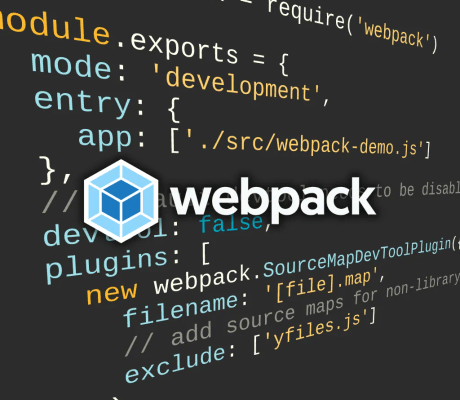 = require('webpack')
module.exports = {
mode: 'development',
entry: {
app: ['./src/webpack-demo.js']
},
//
to be disabl
webpack
devtool: false,
plugins: [
new webpack.SourceMapDevToolPlugin({
filename: '[file].map',
// add source maps for non-library
exclude: ['yfiles.js']